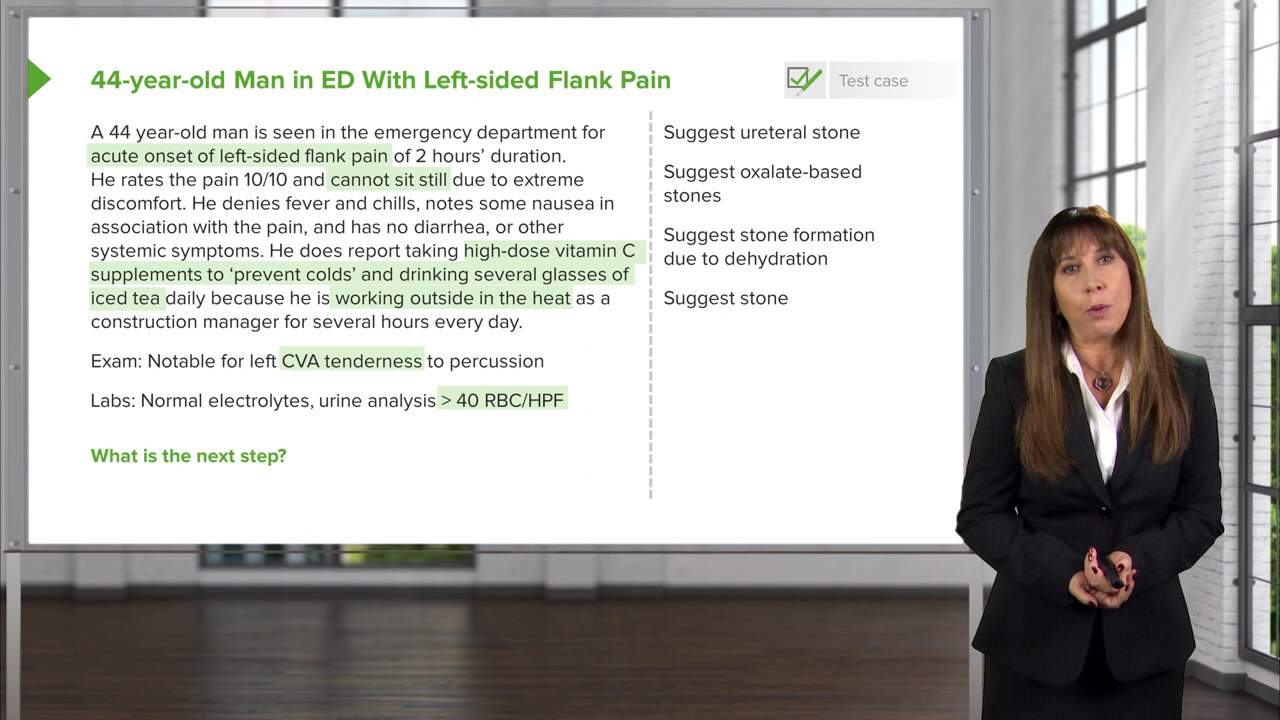 44-year-old Man in ED With Left-sided Flank Pain
Test case
A 44 year-old man is seen in the emergency department for
acute onset of left-sided flank pain of 2 hours' duration.
He rates the pain 10/10 and cannot sit still due to extreme
discomfort. He denies fever and chills, notes some nausea in
association with the pain, and has no diarrhea, or other
systemic symptoms. He does report taking high-dose vitamin C
supplements to 'prevent colds' and drinking several glasses of
iced tea daily because he is working outside in the heat as a
construction manager for several hours every day.
Exam: Notable for left CVA tenderness to percussion
Labs: Normal electrolytes, urine analysis > 40 RBC/HPF
What is the next step?
Suggest ureteral stone
Suggest oxalate-based
stones
Suggest stone formation
due to dehydration
Suggest stone